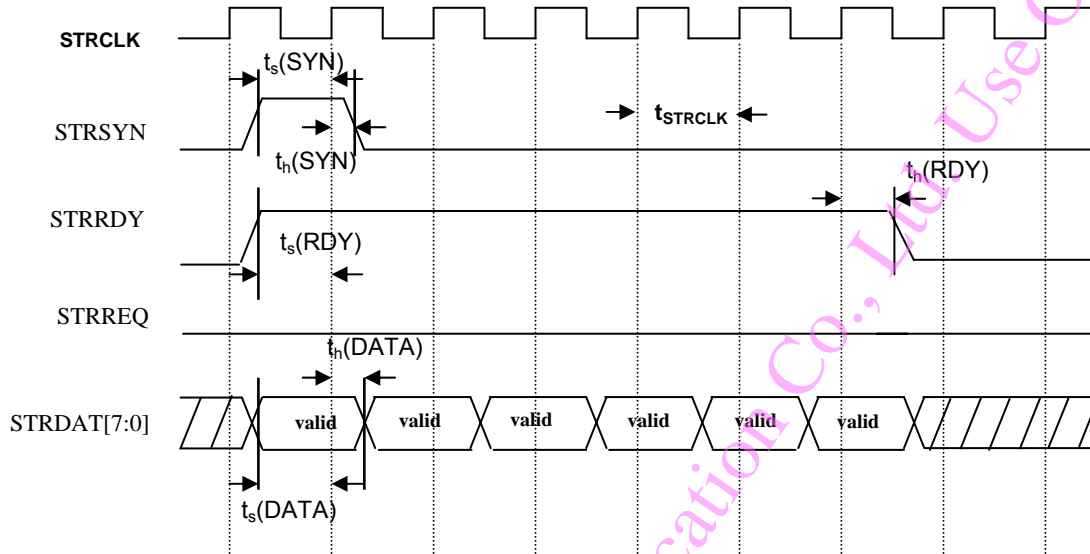 STRCLK
ts(SYN)
STRSYN
tSTRCLK
th(SYN)
th(RDY)
STRRDY
ts(RDY)
STRREQ
th(DATA)
STRDAT[7:0]
valid valid valid valid valid valid
ts(DATA)
cation Co., Ltd. Use O